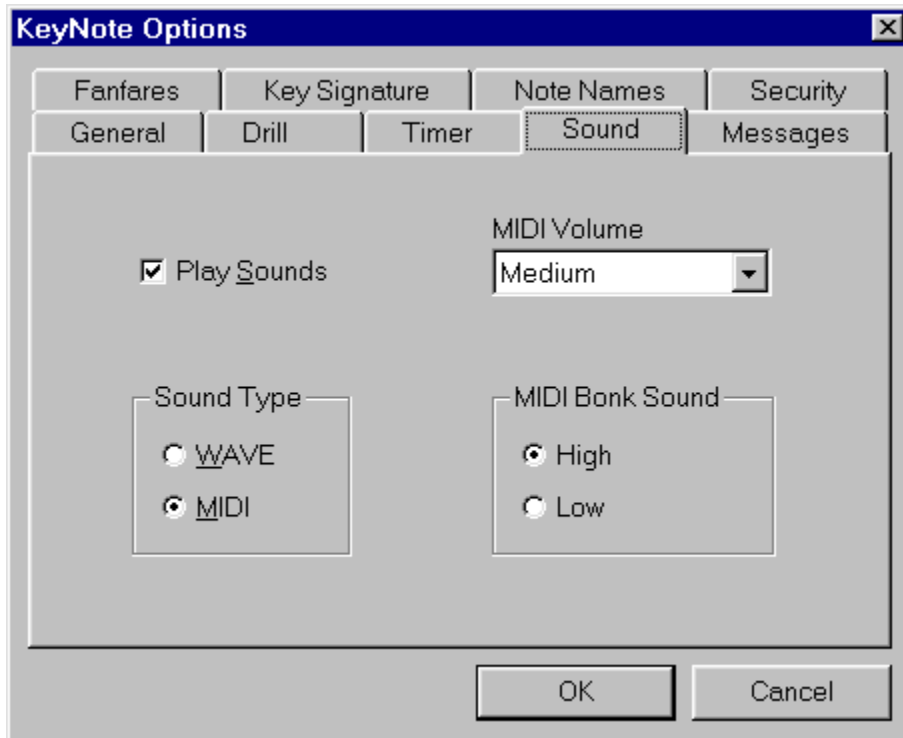 KeyNote Options
Fanfares Key Signature Note Names Security
General Drill Timer Sound Messages
MIDI Volume
Play Sounds
Medium
Sound Type
WAVE
MIDI
MIDI Bonk Sound
High
Low
OK Cancel